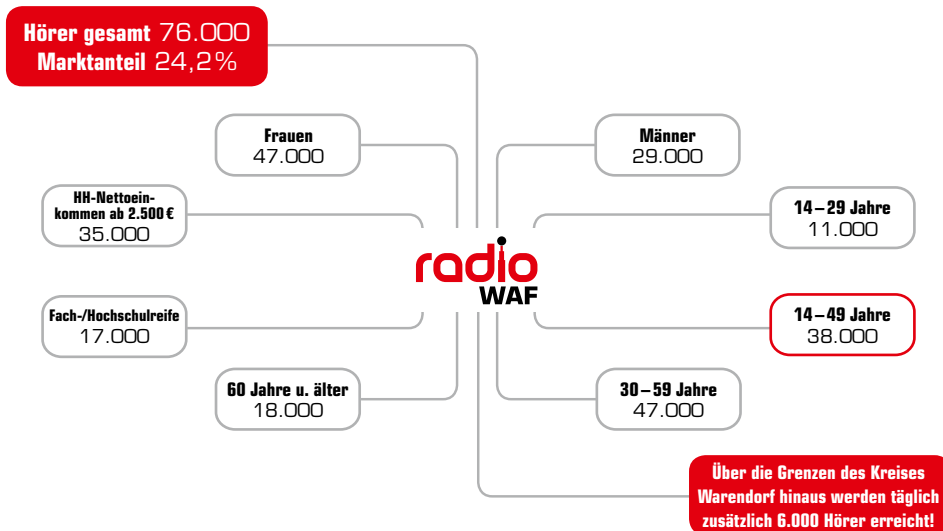 Hörer gesamt 76.000
Marktanteil 24,2%
Frauen
47.000
Männer
29.000
HH-Nettoein-
kommen ab 2.500 €
35.000
14–29 Jahre
11.000
radio
WAF
Fach-/Hochschulreife
17.000
14–49 Jahre
38.000
60 Jahre u. älter
18.000
30–59 Jahre
47.000
Über die Grenzen des Kreises
Warendorf hinaus werden täglich
zusätzlich 6.000 Hörer erreicht!